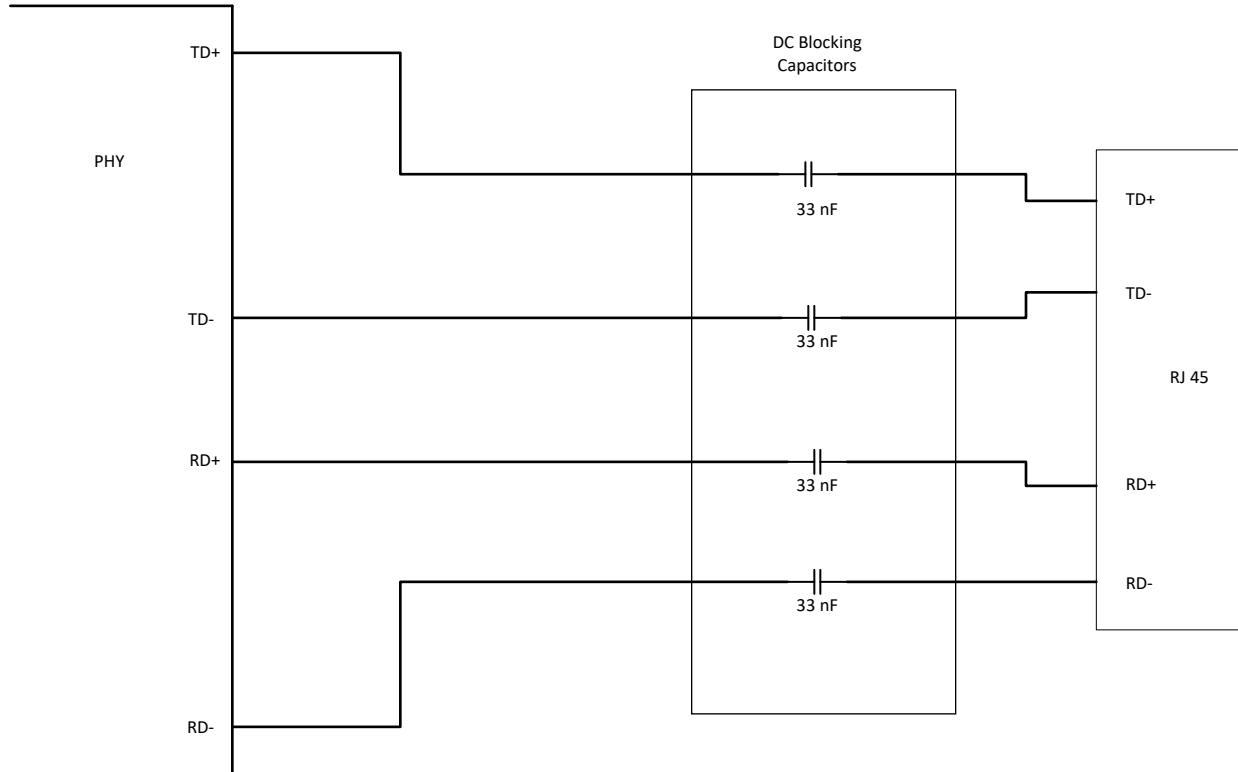 DC Blocking
Capacitors
TD+
PHY
33 nF
TD+
TD-
33 nF
TD-
RJ 45
RD+
33 nF
RD+
33 nF
RD-
RD-